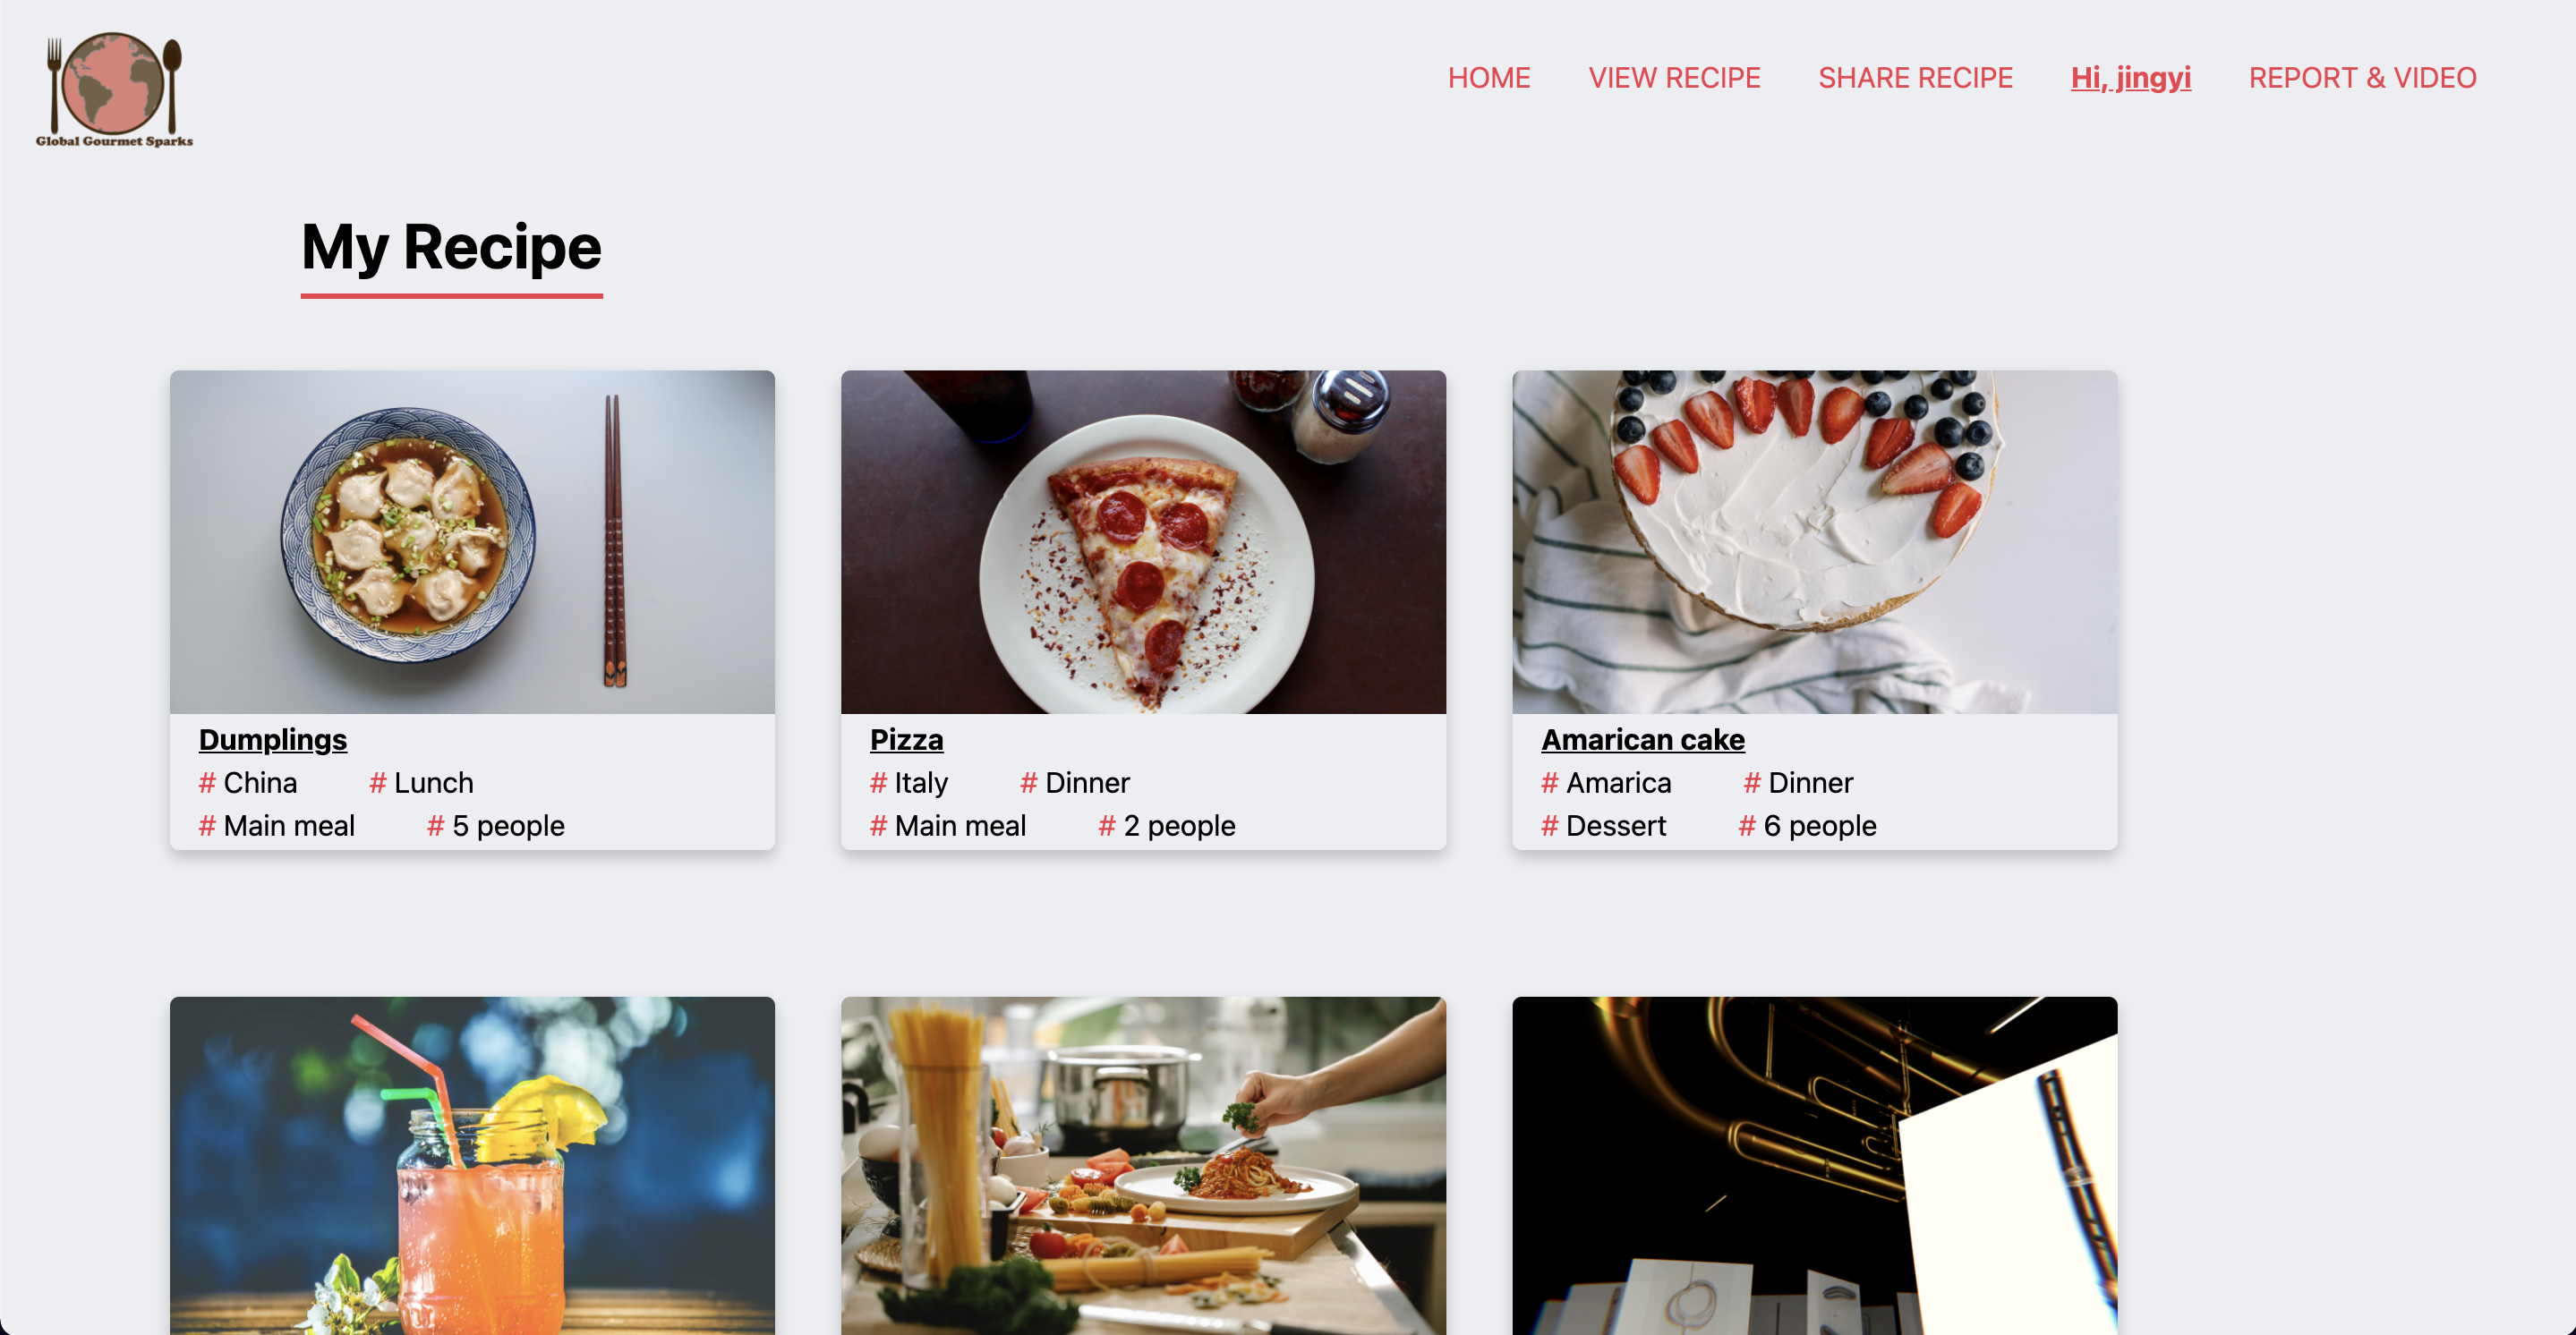 Global Gourmet Sparks
HOME VIEW RECIPE SHARE RECIPE Hi, jingyi REPORT & VIDEO
My Recipe
Dumplings
# China # Lunch
# Main meal # 5 people
Pizza
# Italy # Dinner
# Main meal # 2 people
Amarican cake
# Amarica # Dinner
# Dessert # 6 people